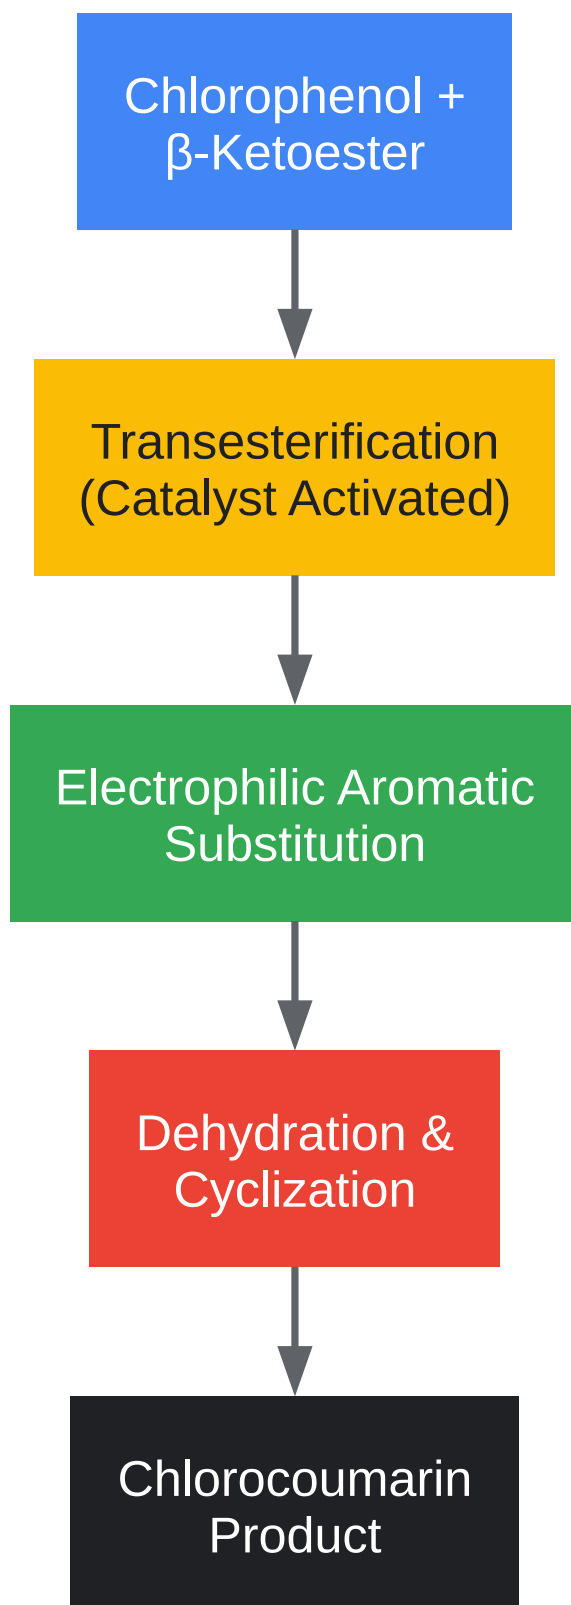 Chlorophenol +
β-Ketoester
Transesterification
(Catalyst Activated)
Electrophilic Aromatic
Substitution
Dehydration &
Cyclization
Chlorocoumarin
Product